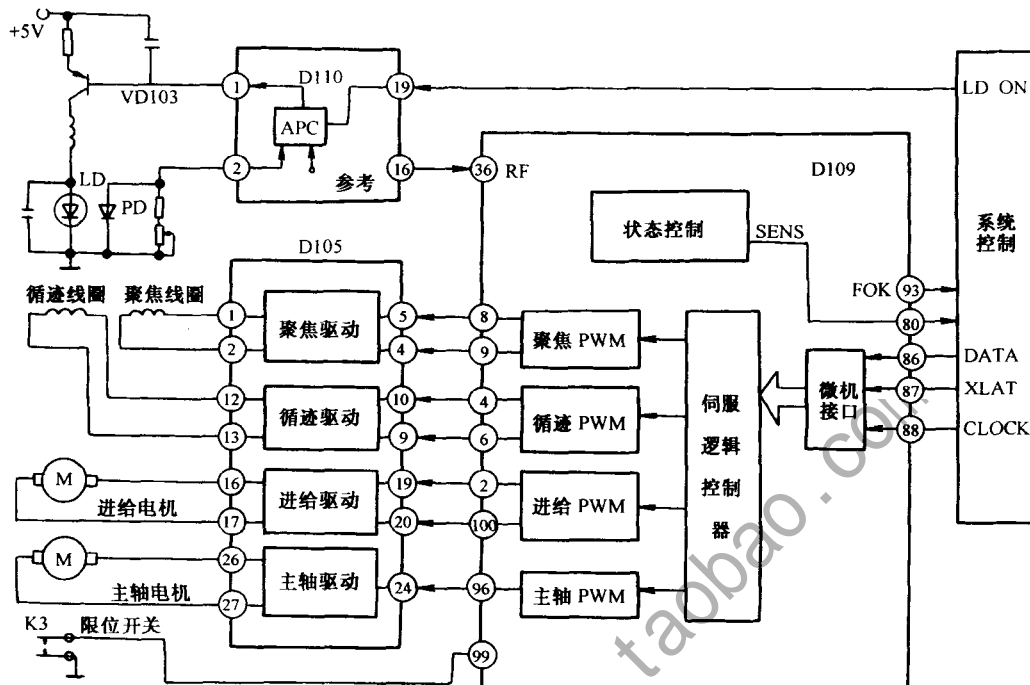 +5V
VD103
LD
PD
D110
1
19
APC
2
16
参考
LD ON
36
RF
D109
状态控制
SENS
系统
控制
FOK
93
80
86
DATA
87
XLAT
88
CLOCK
微机
接口
D105
循迹线圈
聚焦线圈
1
2
聚焦驱动
5
4
8
9
聚焦 PWM
12
13
循迹驱动
10
9
4
6
循迹 PWM
伺服
逻辑
控制
器
M
进给电机
16
17
进给驱动
19
20
2
100
进给 PWM
M
主轴电机
26
27
主轴驱动
24
96
主轴 PWM
K3
限位开关
99
taobao.com